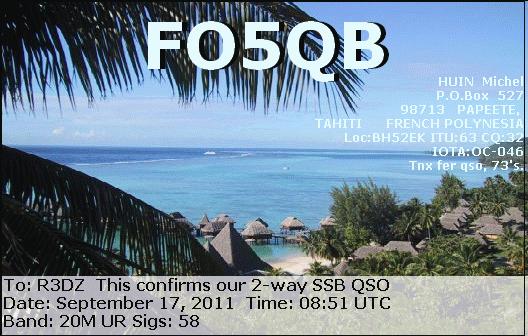 FO5QB
HUIN Michel
P.O.Box 527
98713 PAPEETE,
TAHITI FRENCH POLYNESIA
Loc:BH52EK ITU:63 CQ:32
IOTA:OC-046
Tnx fer qso, 73's.
To: R3DZ This confirms our 2-way SSB QSO
Date: September 17, 2011 Time: 08:51 UTC
Band: 20M UR Sigs: 58